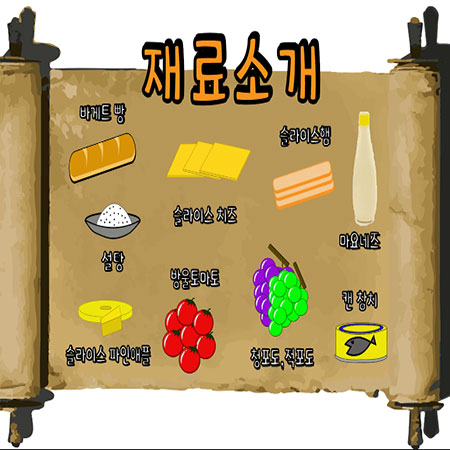 재료소개
바게트 빵
슬라이스햄
슬라이스 치즈
마요네즈
설탕
방울토마토
캔 참치
슬라이스 파인애플
청포도, 적포도